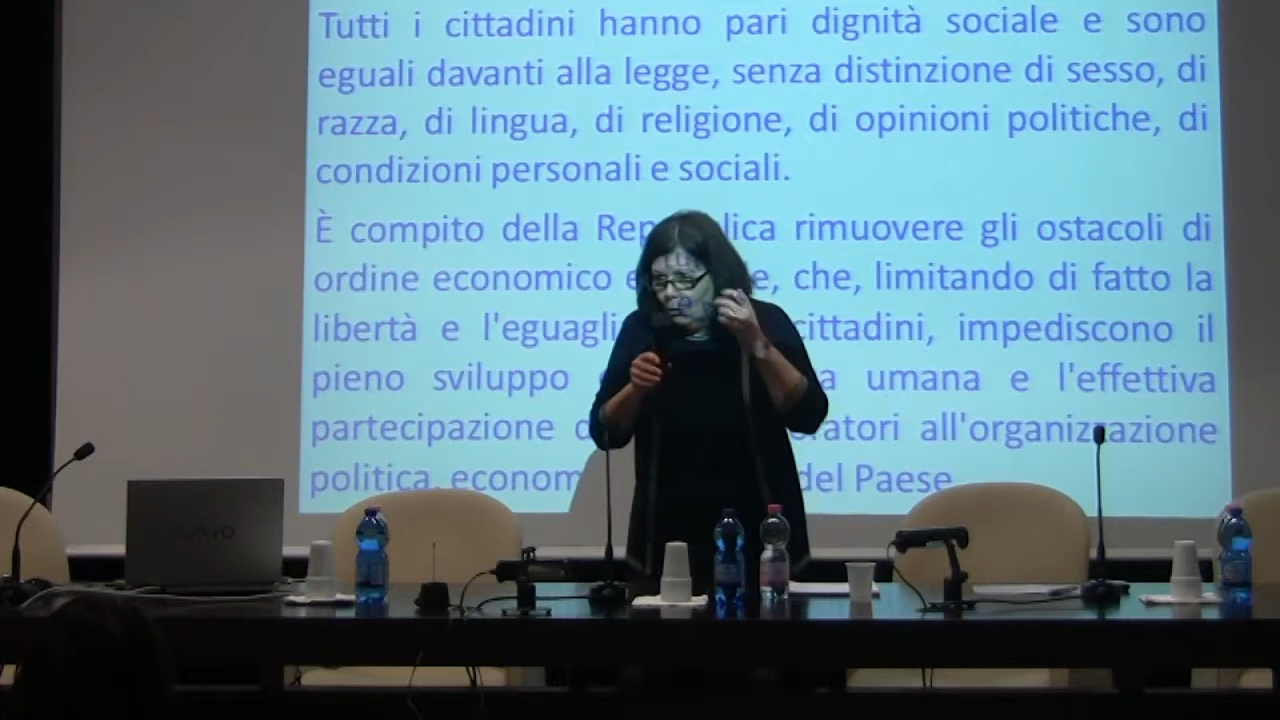 Tutti i cittadini hanno pari dignità sociale e sono
eguali davanti alla legge, senza distinzione di sesso, di
razza, di lingua, di religione, di opinioni politiche, di
condizioni personali e sociali.
È compito della Rep lica rimuovere gli ostacoli di
ordine economico e e, che, limitando di fatto la
libertà e l'eguagli cittadini, impediscono il
pieno sviluppo a umana e l'effettiva
partecipazione d oratori all'organizzazione
politica, econom del Paese
VAIO